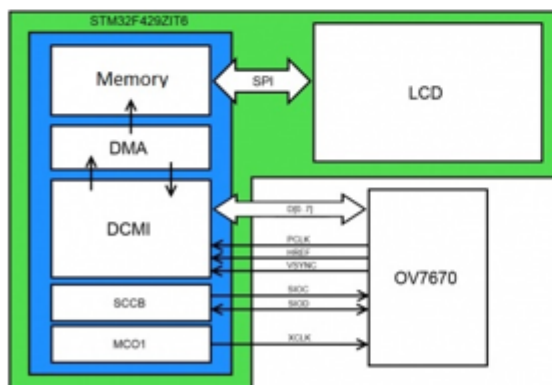 STM32F429ZIT6
Memory
SPI
LCD
DMA
DCMI
D[0..7]
PCLK
HREF
VSYNC
OV7670
SCCB
SIOC
SIOD
MCO1
XCLK